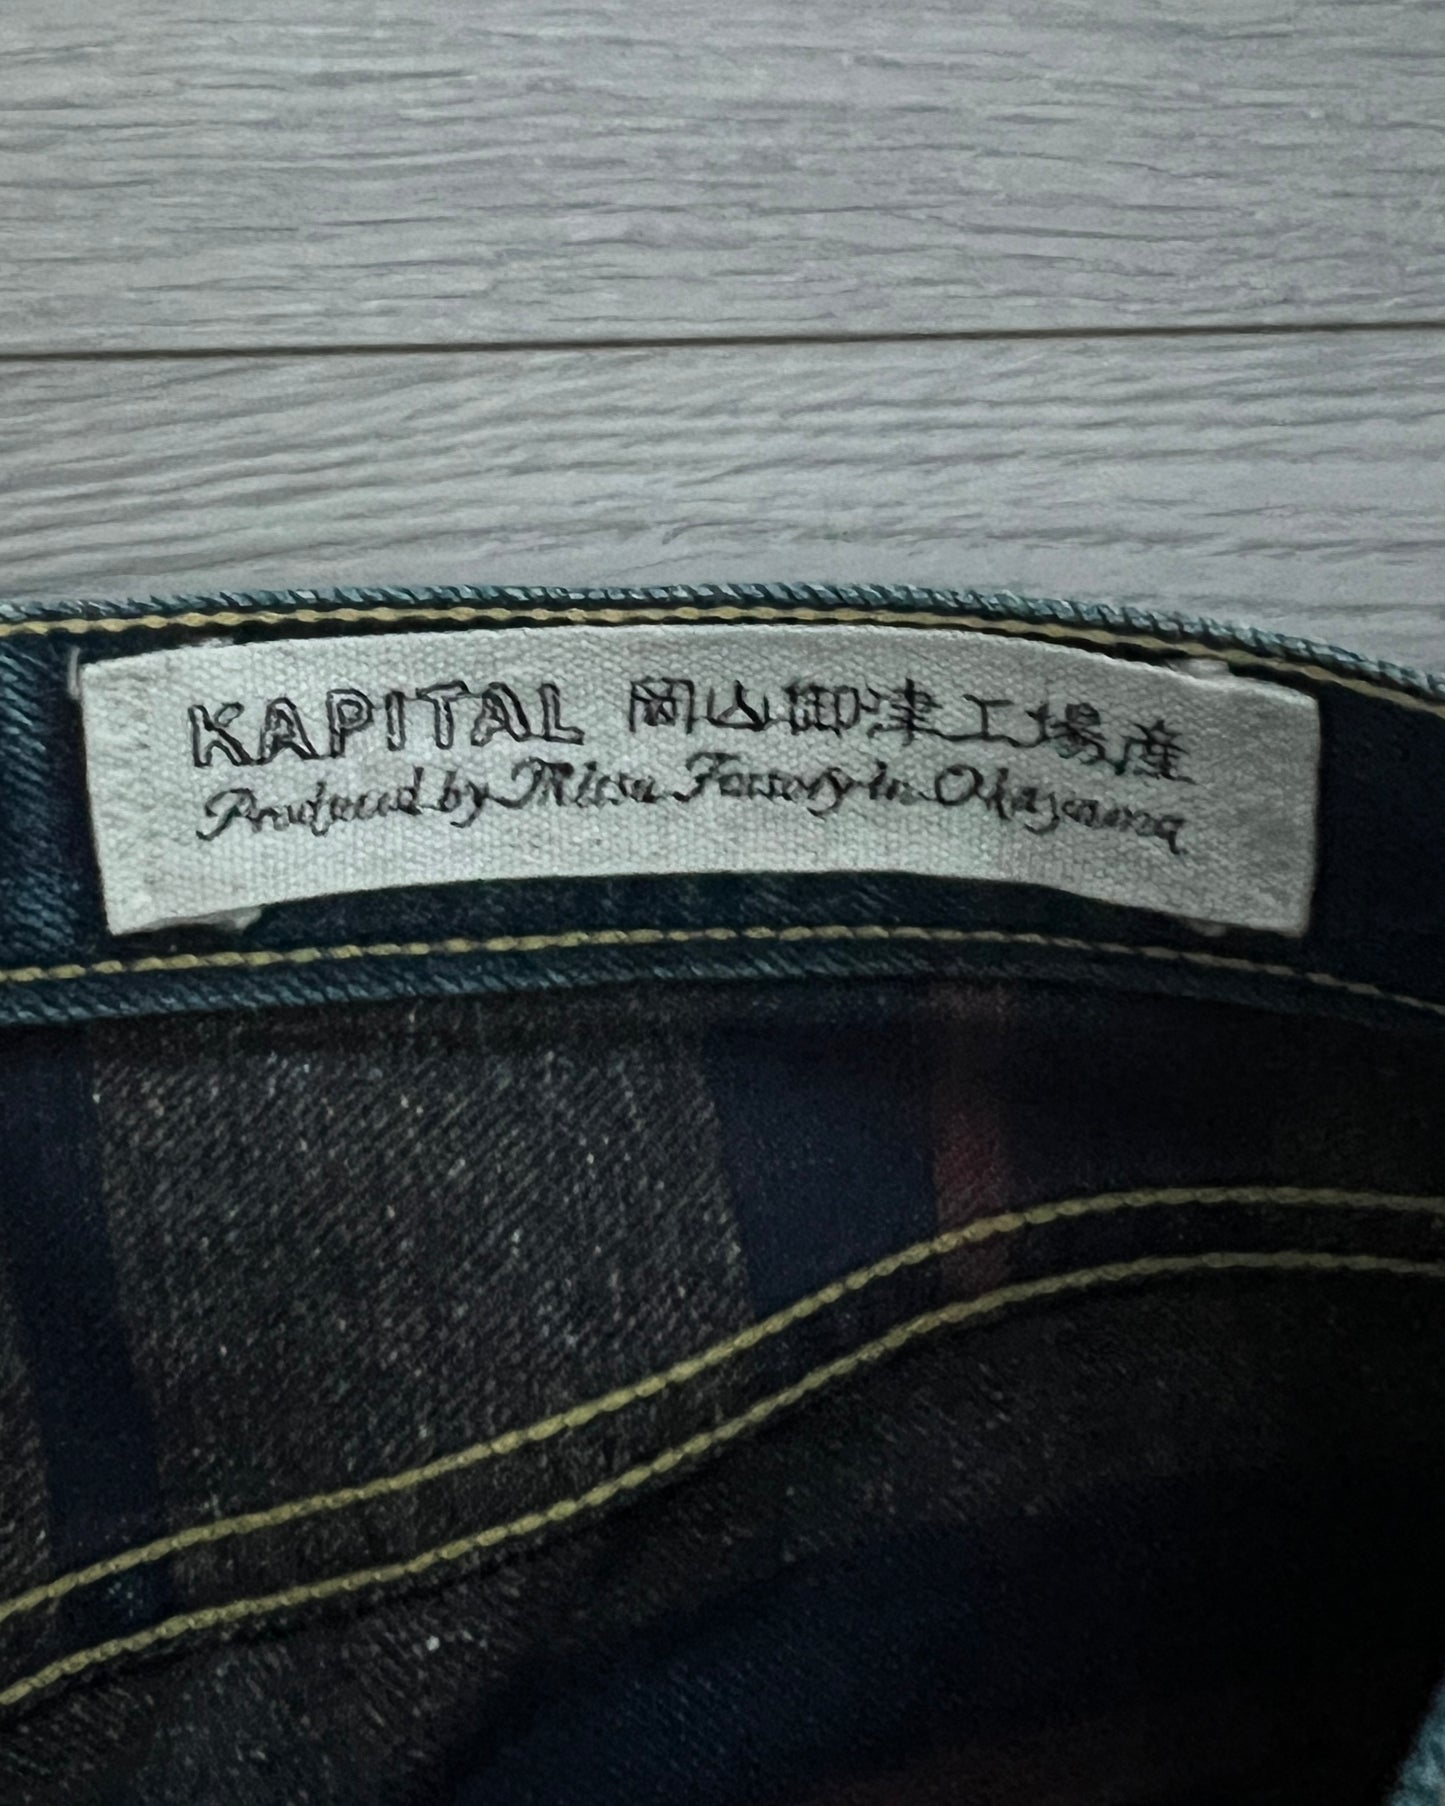 KAPITAL 岡山御津工場産
Produced by Mitsu Factory in Okayama